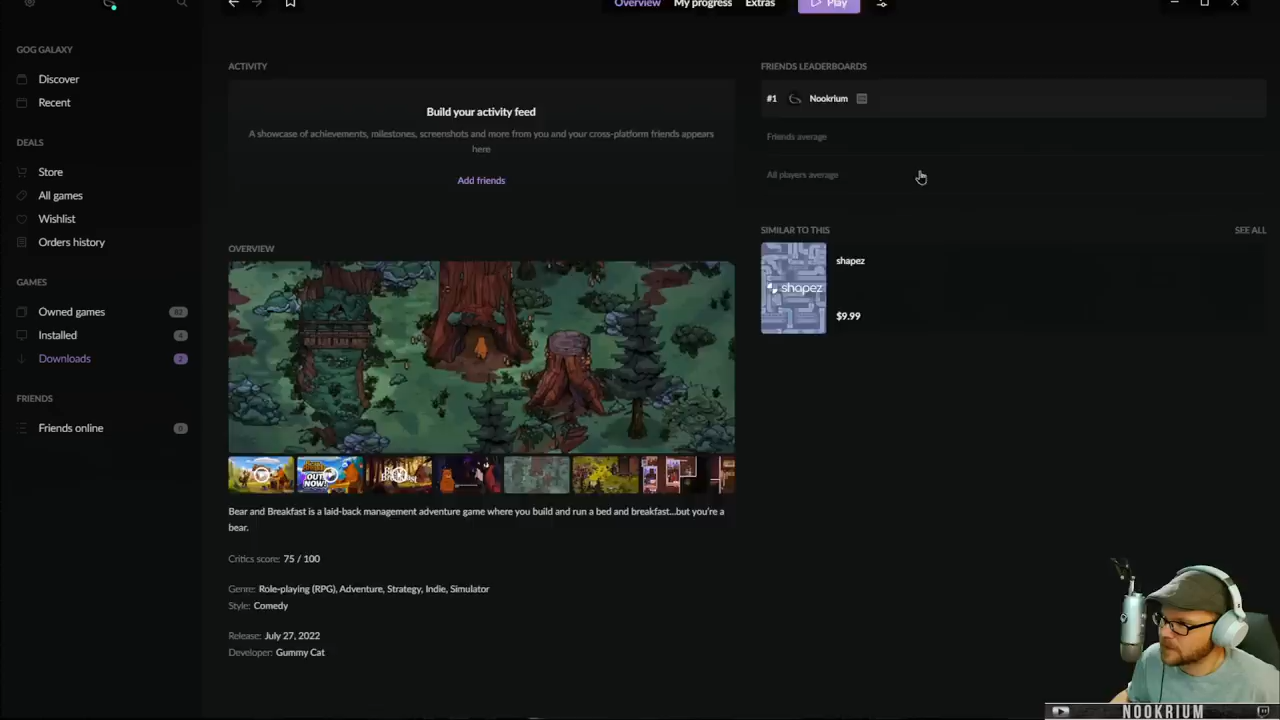 Overview
My progress
Extras
Play
GOG GALAXY
Discover
Recent
DEALS
Store
All games
Wishlist
Orders history
GAMES
Owned games 82
Installed 4
Downloads 2
FRIENDS
Friends online 0
ACTIVITY
Build your activity feed
A showcase of achievements, milestones, screenshots and more from you and your cross-platform friends appears
here
Add friends
OVERVIEW
OUT
NOW!
Bear and Breakfast is a laid-back management adventure game where you build and run a bed and breakfast...but you're a
bear.
Critics score: 75 / 100
Genre: Role-playing (RPG), Adventure, Strategy, Indie, Simulator
Style: Comedy
Release: July 27, 2022
Developer: Gummy Cat
FRIENDS LEADERBOARDS
#1 Nookrium
Friends average
All players average
SIMILAR TO THIS
SEE ALL
shapez
shapez
$9.99
NOOKRIUM